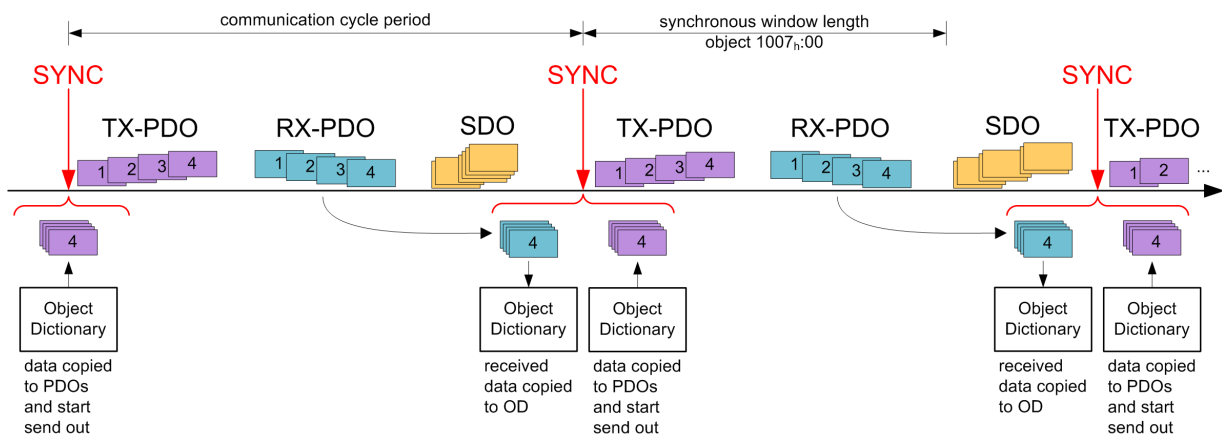 communication cycle period
synchronous window length
object 1007h:00
SYNC
SYNC
SYNC
TX-PDO
RX-PDO
SDO
TX-PDO
RX-PDO
SDO
TX-PDO
1
2
3
4
1
2
3
4
1
2
3
4
1
2
3
4
1
2
...
4
4
4
4
4
Object
Dictionary
Object
Dictionary
Object
Dictionary
Object
Dictionary
Object
Dictionary
data copied
to PDOs
and start
send out
received
data copied
to OD
data copied
to PDOs
and start
send out
received
data copied
to OD
data copied
to PDOs
and start
send out